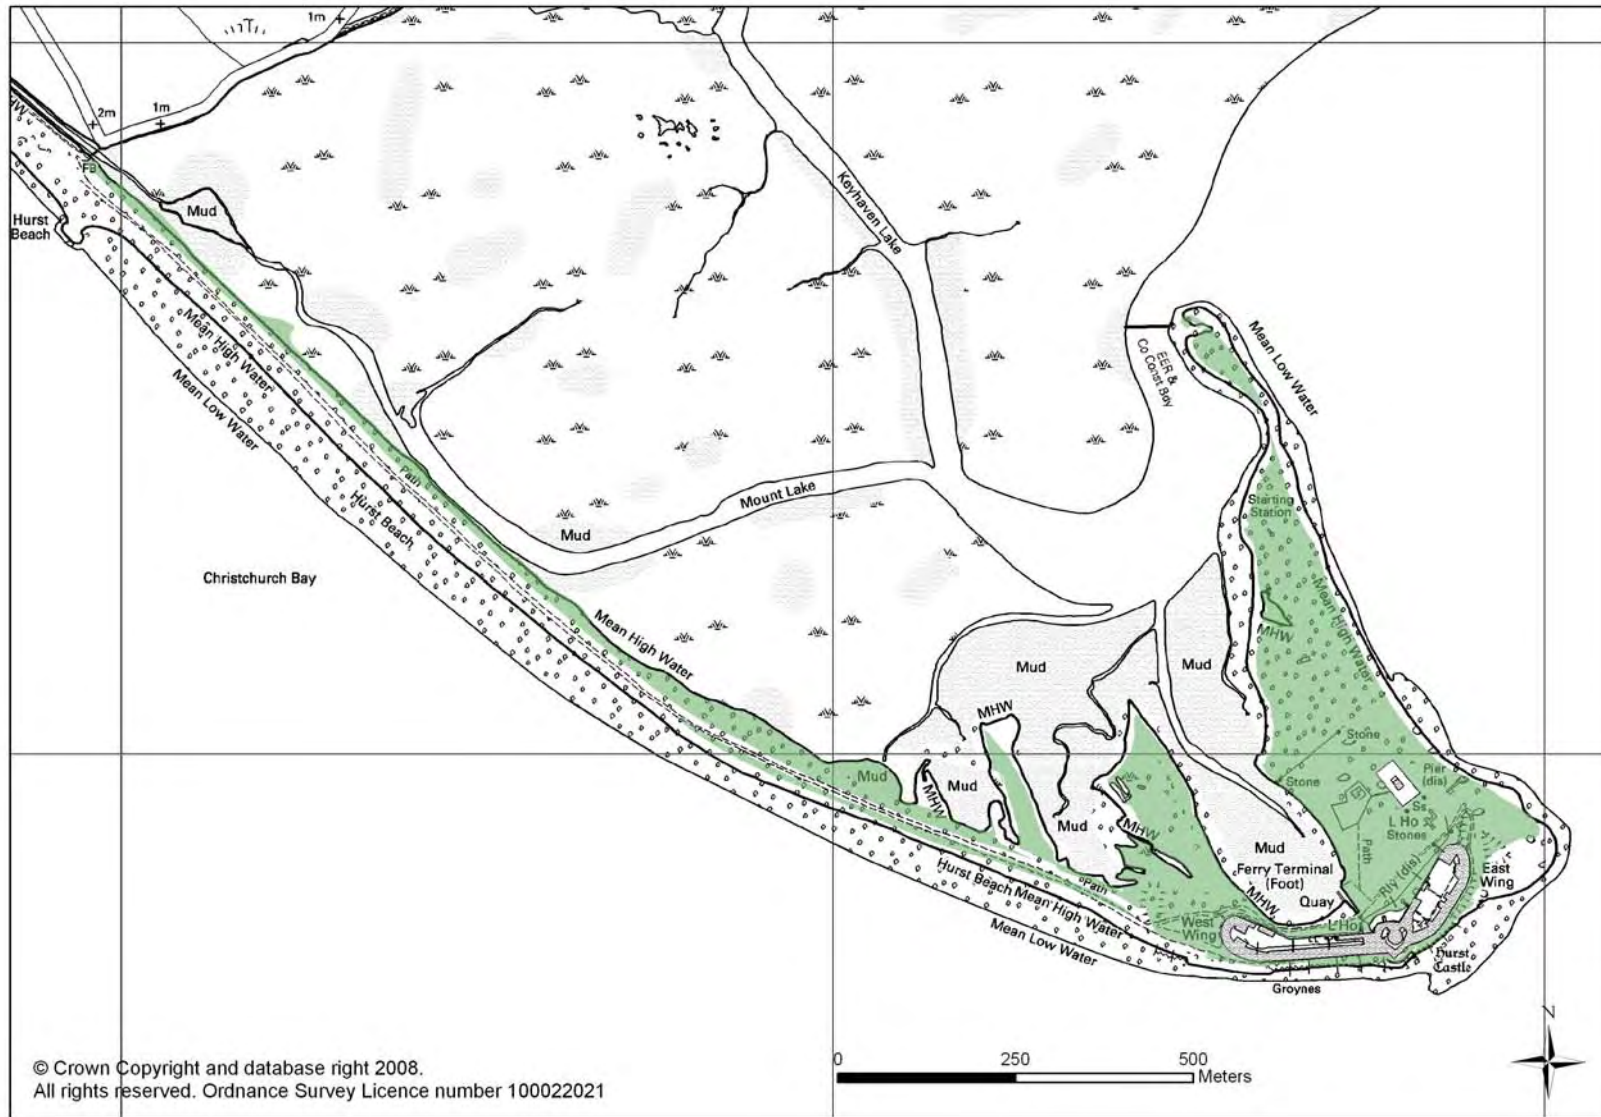 1m
2m
1m
HW
FB
Mud
Hurst
Beach
Keyhaven Lake
Mean High Water
Mean Low Water
EER &
Co Const Bdy
Mean Low Water
Path
Starting
Station
Mount Lake
Hurst Beach
Mud
Christchurch Bay
Mean High Water
MHW
Mean High Water
Mud
Mud
MHW
Stone
Mud
MHW
Mud
Stone
Pier
(dis)
Ss
L Ho
Stones
Mud
MHW
Mud
Ferry Terminal
(Foot)
Path
Rly (dis)
East
Wing
Hurst Beach
Mean High Water
Path
MHW
Quay
West
Wing
L Ho
Mean Low Water
Hurst
Castle
Groynes
N
© Crown Copyright and database right 2008.
All rights reserved. Ordnance Survey Licence number 100022021
0 250 500
Meters